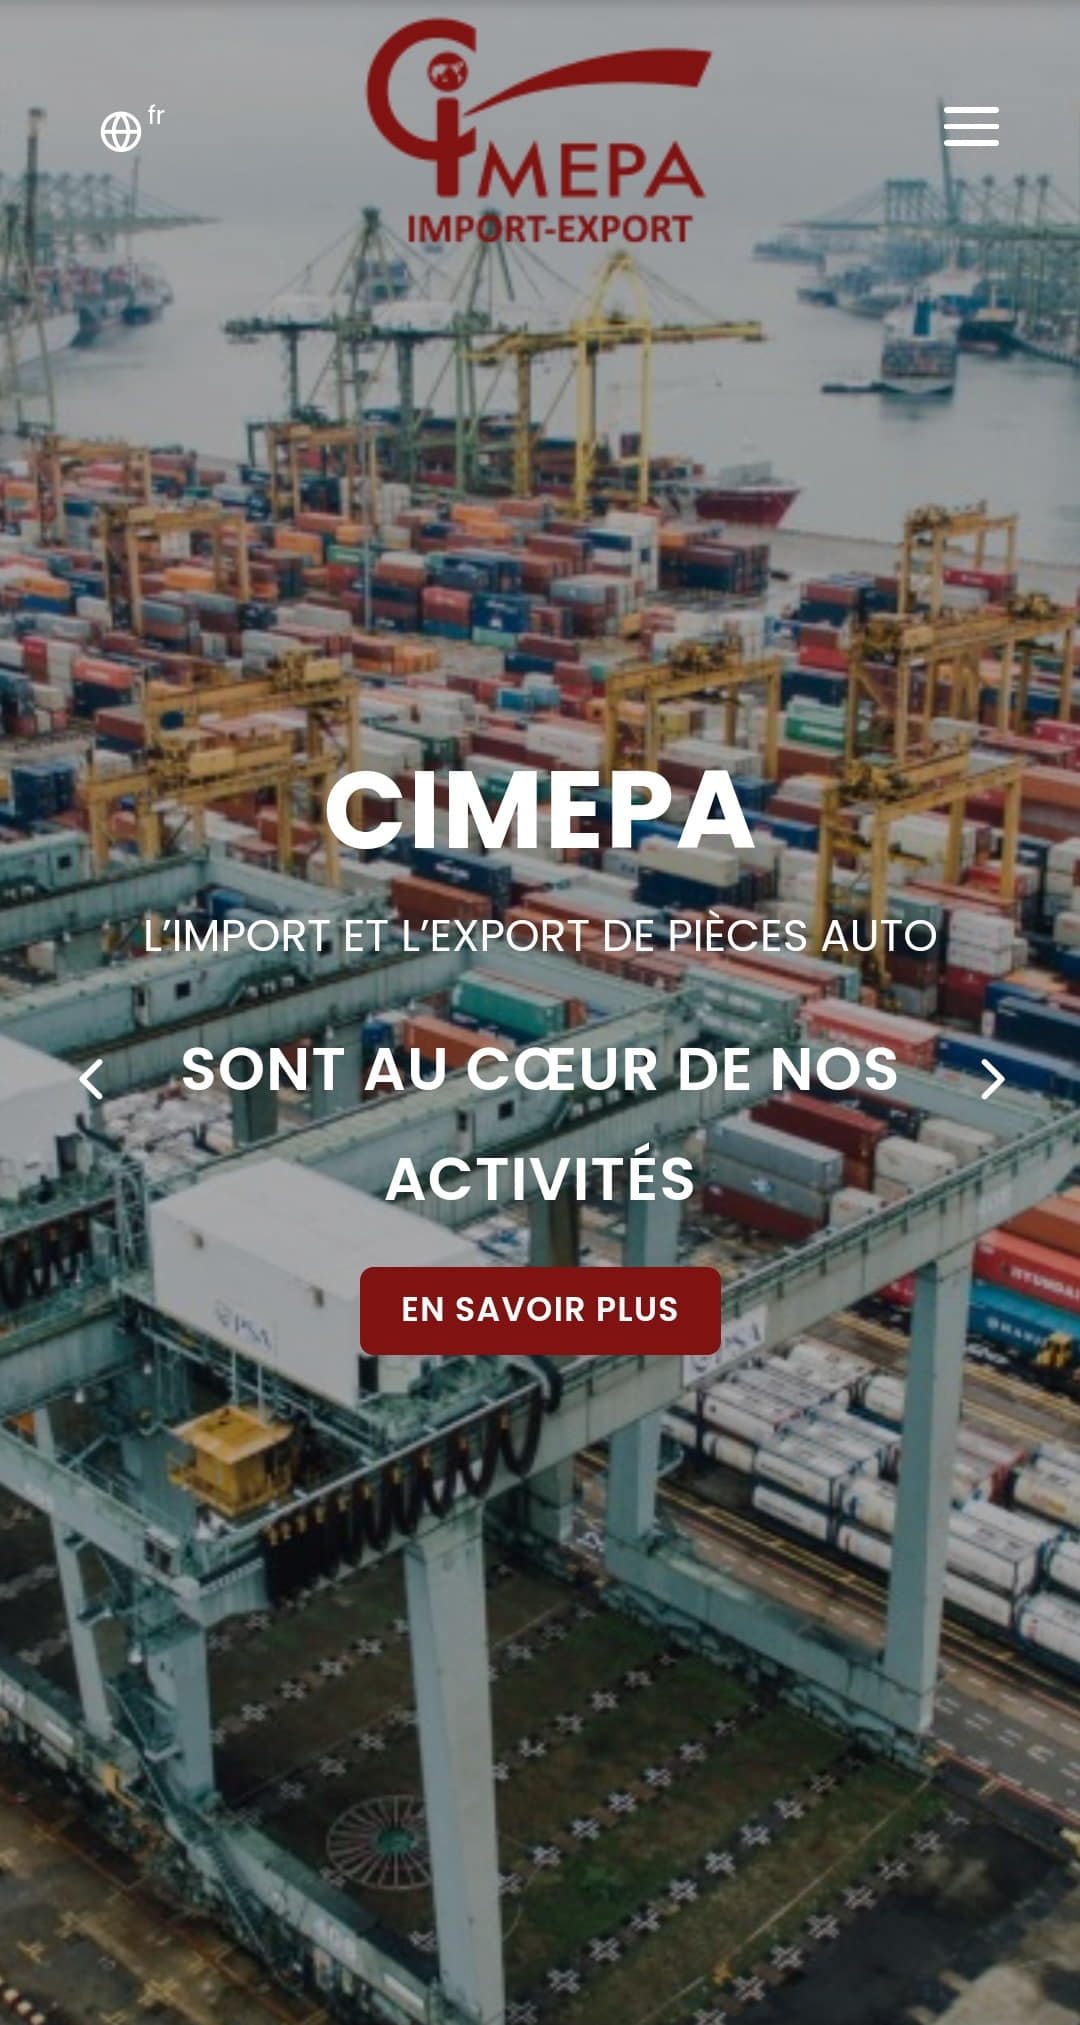 CIMEPA
IMPORT-EXPORT
fr
CIMEPA
L’IMPORT ET L’EXPORT DE PIÈCES AUTO
SONT AU CŒUR DE NOS
ACTIVITÉS
EN SAVOIR PLUS
PSA